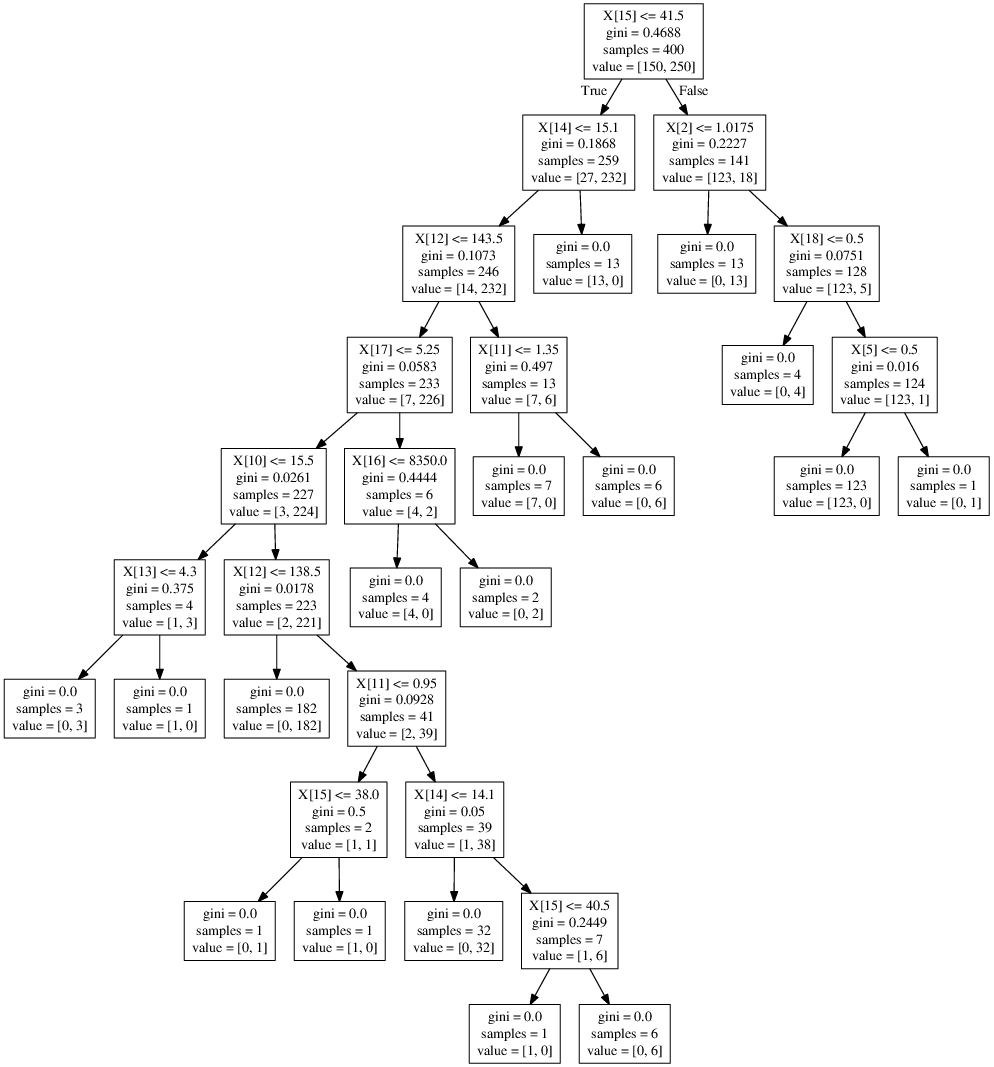 X[15] <= 41.5
gini = 0.4688
samples = 400
value = [150, 250]
True
False
X[14] <= 15.1
gini = 0.1868
samples = 259
value = [27, 232]
X[2] <= 1.0175
gini = 0.2227
samples = 141
value = [123, 18]
X[12] <= 143.5
gini = 0.1073
samples = 246
value = [14, 232]
gini = 0.0
samples = 13
value = [13, 0]
gini = 0.0
samples = 13
value = [0, 13]
X[18] <= 0.5
gini = 0.0751
samples = 128
value = [123, 5]
X[17] <= 5.25
gini = 0.0583
samples = 233
value = [7, 226]
X[11] <= 1.35
gini = 0.497
samples = 13
value = [7, 6]
gini = 0.0
samples = 4
value = [0, 4]
X[5] <= 0.5
gini = 0.016
samples = 124
value = [123, 1]
X[10] <= 15.5
gini = 0.0261
samples = 227
value = [3, 224]
X[16] <= 8350.0
gini = 0.4444
samples = 6
value = [4, 2]
gini = 0.0
samples = 7
value = [7, 0]
gini = 0.0
samples = 6
value = [0, 6]
gini = 0.0
samples = 123
value = [123, 0]
gini = 0.0
samples = 1
value = [0, 1]
X[13] <= 4.3
gini = 0.375
samples = 4
value = [1, 3]
X[12] <= 138.5
gini = 0.0178
samples = 223
value = [2, 221]
gini = 0.0
samples = 4
value = [4, 0]
gini = 0.0
samples = 2
value = [0, 2]
gini = 0.0
samples = 3
value = [0, 3]
gini = 0.0
samples = 1
value = [1, 0]
gini = 0.0
samples = 182
value = [0, 182]
X[11] <= 0.95
gini = 0.0928
samples = 41
value = [2, 39]
X[15] <= 38.0
gini = 0.5
samples = 2
value = [1, 1]
X[14] <= 14.1
gini = 0.05
samples = 39
value = [1, 38]
gini = 0.0
samples = 1
value = [0, 1]
gini = 0.0
samples = 1
value = [1, 0]
gini = 0.0
samples = 32
value = [0, 32]
X[15] <= 40.5
gini = 0.2449
samples = 7
value = [1, 6]
gini = 0.0
samples = 1
value = [1, 0]
gini = 0.0
samples = 6
value = [0, 6]